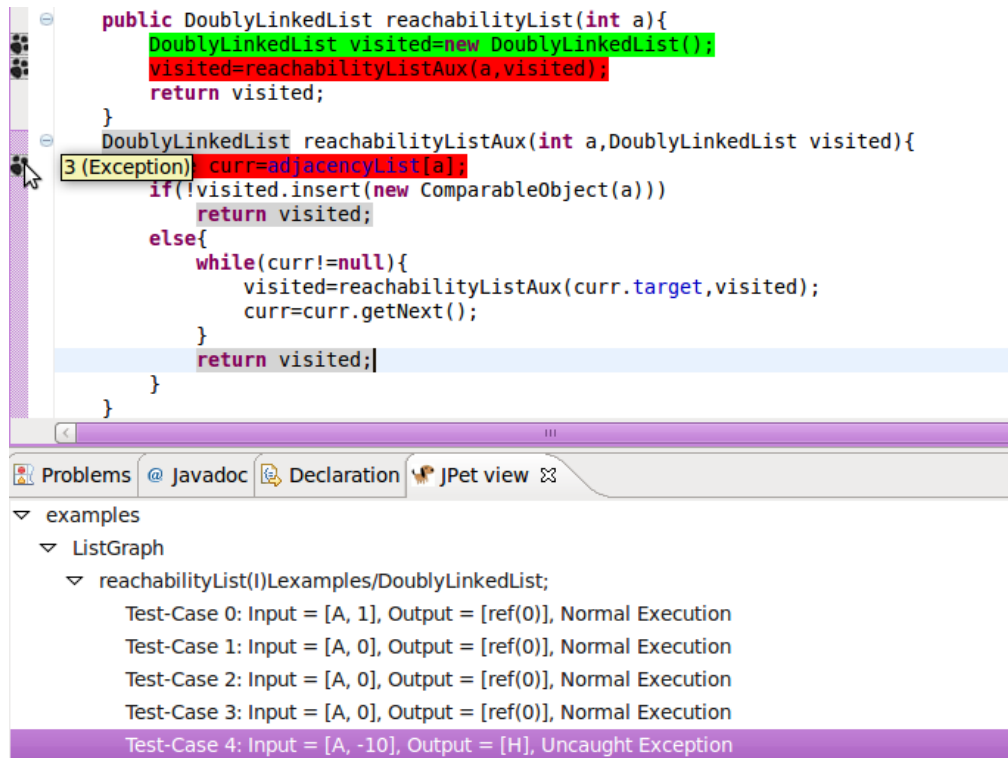 public DoublyLinkedList reachabilityList(int a){
DoublyLinkedList visited=new DoublyLinkedList();
visited=reachabilityListAux(a,visited);
return visited;
}
DoublyLinkedList reachabilityListAux(int a,DoublyLinkedList visited){
3 (Exception) curr=adjacencyList[a];
if(!visited.insert(new ComparableObject(a)))
return visited;
else{
while(curr!=null){
visited=reachabilityListAux(curr.target,visited);
curr=curr.getNext();
}
return visited;
}
}
Problems @ Javadoc Declaration JPet view
examples
ListGraph
reachabilityList(I)Lexamples/DoublyLinkedList;
Test-Case 0: Input = [A, 1], Output = [ref(0)], Normal Execution
Test-Case 1: Input = [A, 0], Output = [ref(0)], Normal Execution
Test-Case 2: Input = [A, 0], Output = [ref(0)], Normal Execution
Test-Case 3: Input = [A, 0], Output = [ref(0)], Normal Execution
Test-Case 4: Input = [A, -10], Output = [H], Uncaught Exception